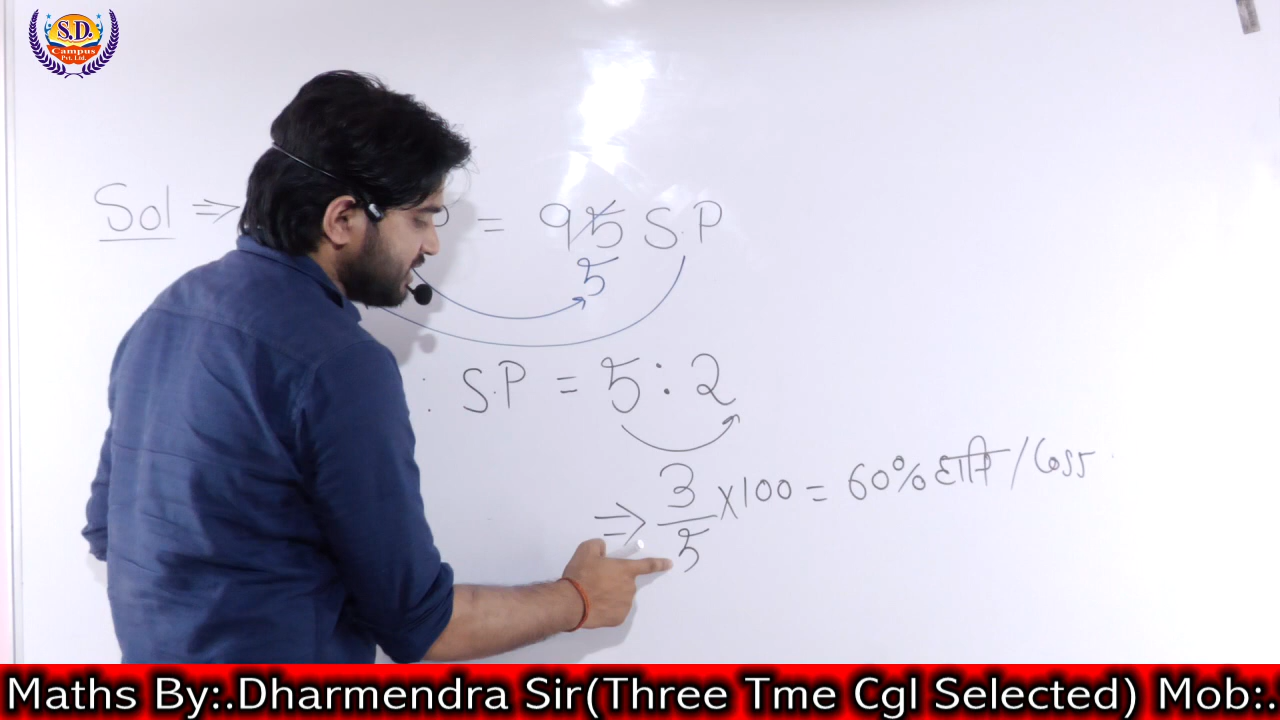 S.D.
Campus
Pvt. Ltd.
Sol ⇒ P = 95 S.P
5
: S.P = 5 : 2
⇒ 3/5 x 100 = 60% हानि / Loss
Maths By:.Dharmendra Sir(Three Tme Cgl Selected) Mob:.